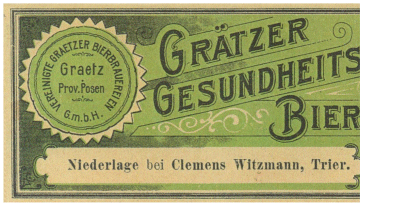 VEREINIGTE GRAETZER BIERBRAUEREIEN
Graetz
Prov. Posen
G.m.b.H.
GRÄTZER
GESUNDHEITS
BIER
Niederlage bei Clemens Witzmann, Trier.